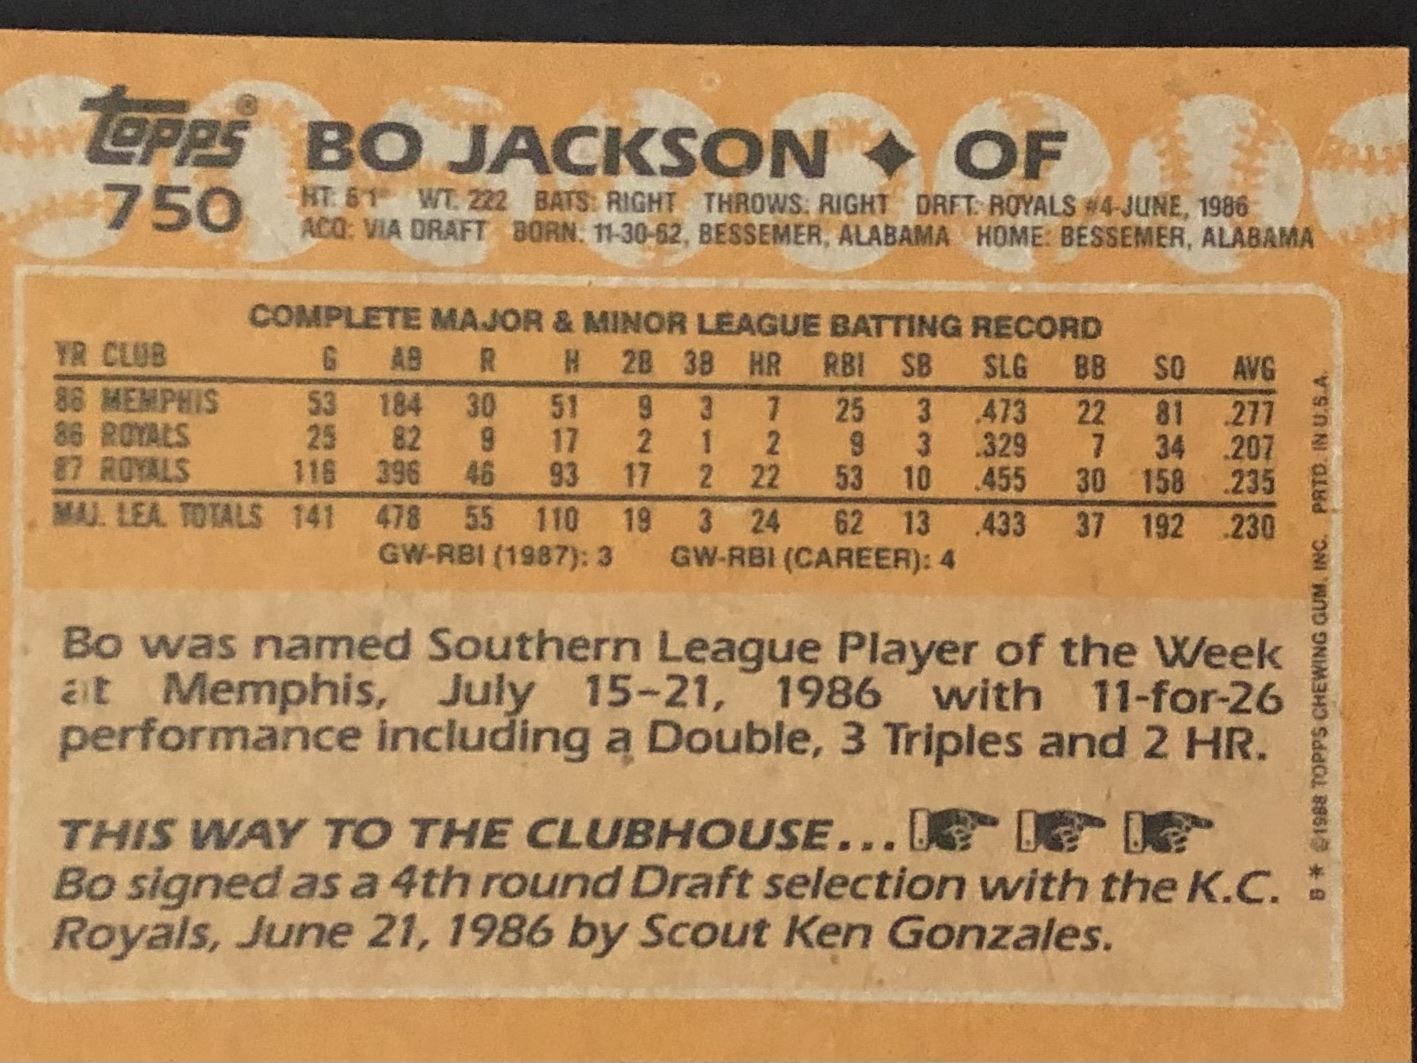 Topps®
750
BO JACKSON ♦ OF
HT: 6'1" WT: 222 BATS: RIGHT THROWS: RIGHT DRFT: ROYALS #4-JUNE, 1986
ACQ: VIA DRAFT BORN: 11-30-62, BESSEMER, ALABAMA HOME: BESSEMER, ALABAMA
COMPLETE MAJOR & MINOR LEAGUE BATTING RECORD
YR CLUB G AB R H 2B 3B HR RBI SB SLG BB SO AVG
86 MEMPHIS 53 184 30 51 9 3 7 25 3 .473 22 81 .277
86 ROYALS 25 82 9 17 2 1 2 9 3 .329 7 34 .207
87 ROYALS 116 396 46 93 17 2 22 53 10 .455 30 158 .235
MAJ. LEA. TOTALS 141 478 55 110 19 3 24 62 13 .433 37 192 .230
GW-RBI (1987): 3 GW-RBI (CAREER): 4
Bo was named Southern League Player of the Week
at Memphis, July 15-21, 1986 with 11-for-26
performance including a Double, 3 Triples and 2 HR.
THIS WAY TO THE CLUBHOUSE...
Bo signed as a 4th round Draft selection with the K.C.
Royals, June 21, 1986 by Scout Ken Gonzales.
B * ©1988 TOPPS CHEWING GUM, INC. PRTD. IN U.S.A.